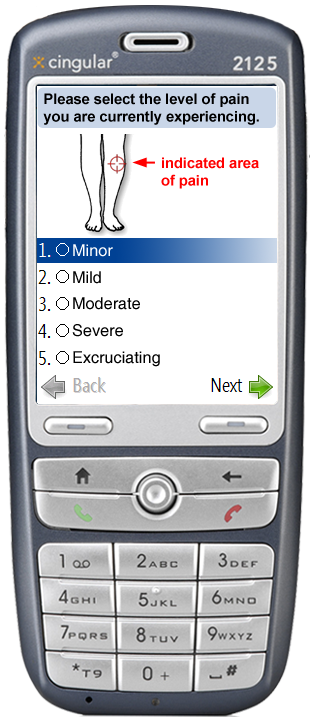 cingular®
2125
Please select the level of pain
you are currently experiencing.
indicated area
of pain
1. Minor
2. Mild
3. Moderate
4. Severe
5. Excruciating
Back
Next
1
2ABC
3DEF
4GHI
5JKL
6MNO
7PQRS
8TUV
9WXYZ
*T9
0+
#